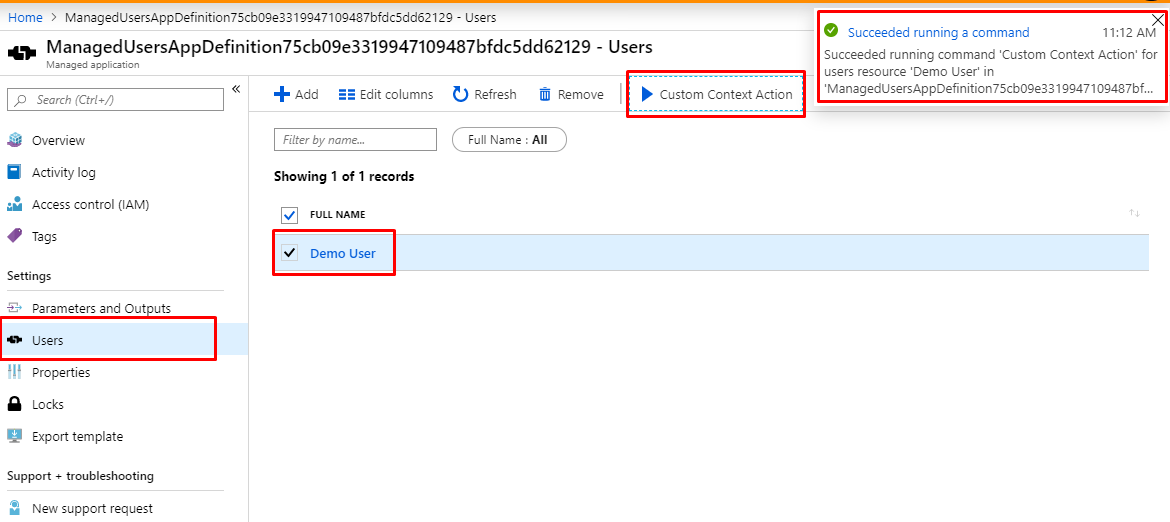 Home > ManagedUsersAppDefinition75cb09e3319947109487bfdc5dd62129 - Users
ManagedUsersAppDefinition75cb09e3319947109487bfdc5dd62129 - Users
Managed application
Succeeded running a command 11:12 AM
Succeeded running command 'Custom Context Action' for
users resource 'Demo User' in
'ManagedUsersAppDefinition75cb09e3319947109487bf...
Search (Ctrl+/)
«
Overview
Activity log
Access control (IAM)
Tags
Settings
Parameters and Outputs
Users
Properties
Locks
Export template
Support + troubleshooting
New support request
Add Edit columns Refresh Remove Custom Context Action
Filter by name... Full Name : All
Showing 1 of 1 records
FULL NAME
Demo User